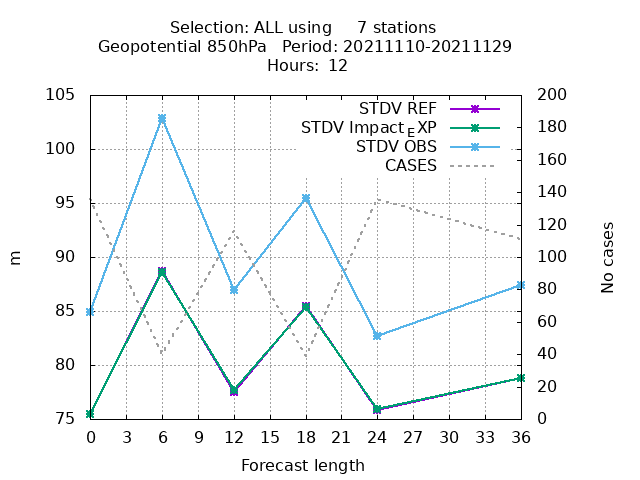 Selection: ALL using     7 stations
Geopotential 850hPa   Period: 20211110-20211129
Hours:  12
STDV REF
STDV Impact_EXP
STDV OBS
CASES
105
100
95
90
85
80
75
200
180
160
140
120
100
80
60
40
20
0
m
No cases
0 3 6 9 12 15 18 21 24 27 30 33 36
Forecast length